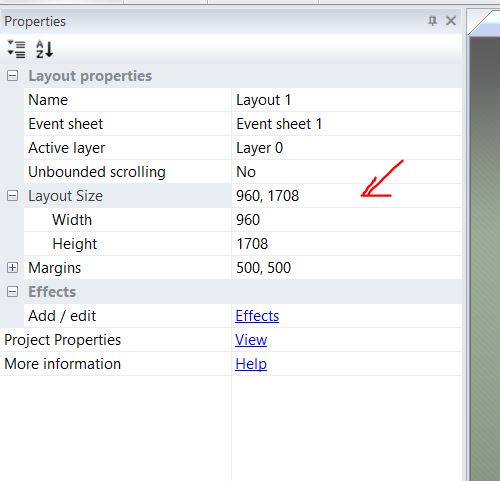 Properties
Layout properties
Name Layout 1
Event sheet Event sheet 1
Active layer Layer 0
Unbounded scrolling No
Layout Size 960, 1708
Width 960
Height 1708
Margins 500, 500
Effects
Add / edit Effects
Project Properties View
More information Help